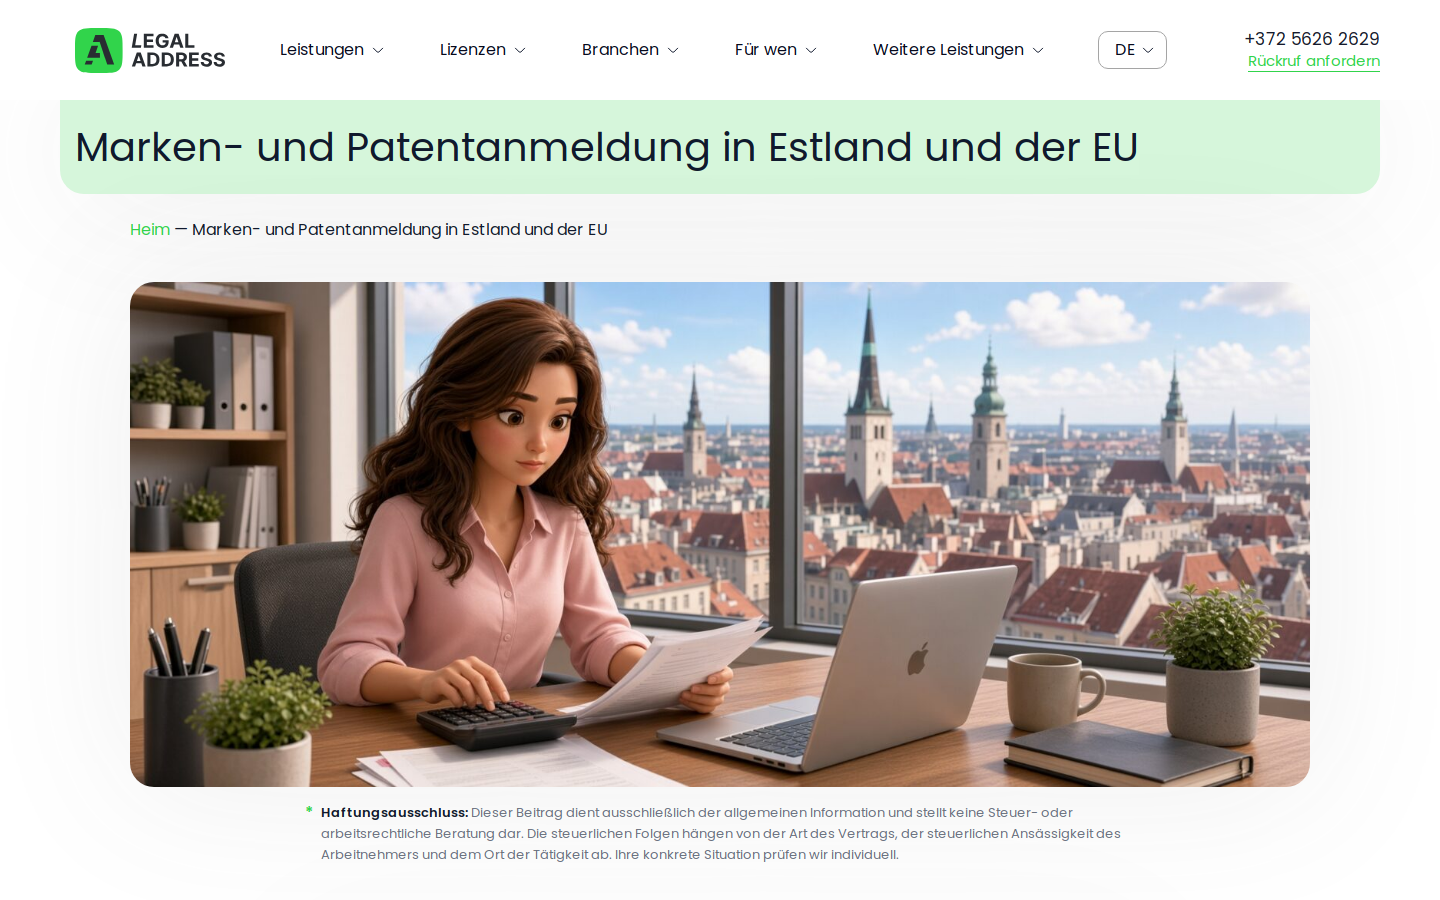 LEGAL
ADDRESS
Leistungen
Lizenzen
Branchen
Für wen
Weitere Leistungen
DE
+372 5626 2629
Rückruf anfordern
Marken- und Patentanmeldung in Estland und der EU
Heim — Marken- und Patentanmeldung in Estland und der EU
* Haftungsausschluss: Dieser Beitrag dient ausschließlich der allgemeinen Information und stellt keine Steuer- oder
arbeitsrechtliche Beratung dar. Die steuerlichen Folgen hängen von der Art des Vertrags, der steuerlichen Ansässigkeit des
Arbeitnehmers und dem Ort der Tätigkeit ab. Ihre konkrete Situation prüfen wir individuell.